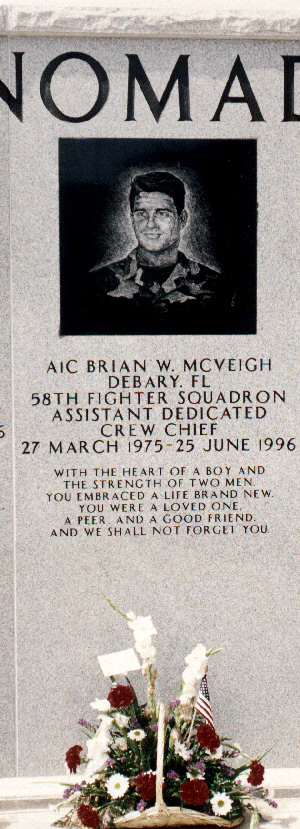 NOMAD
A1C BRIAN W. MCVEIGH
DEBARY, FL
58TH FIGHTER SQUADRON
ASSISTANT DEDICATED
CREW CHIEF
27 MARCH 1975-25 JUNE 1996
WITH THE HEART OF A BOY AND
THE STRENGTH OF TWO MEN.
YOU EMBRACED A LIFE BRAND NEW.
YOU WERE A LOVED ONE,
A PEER, AND A GOOD FRIEND,
AND WE SHALL NOT FORGET YOU.